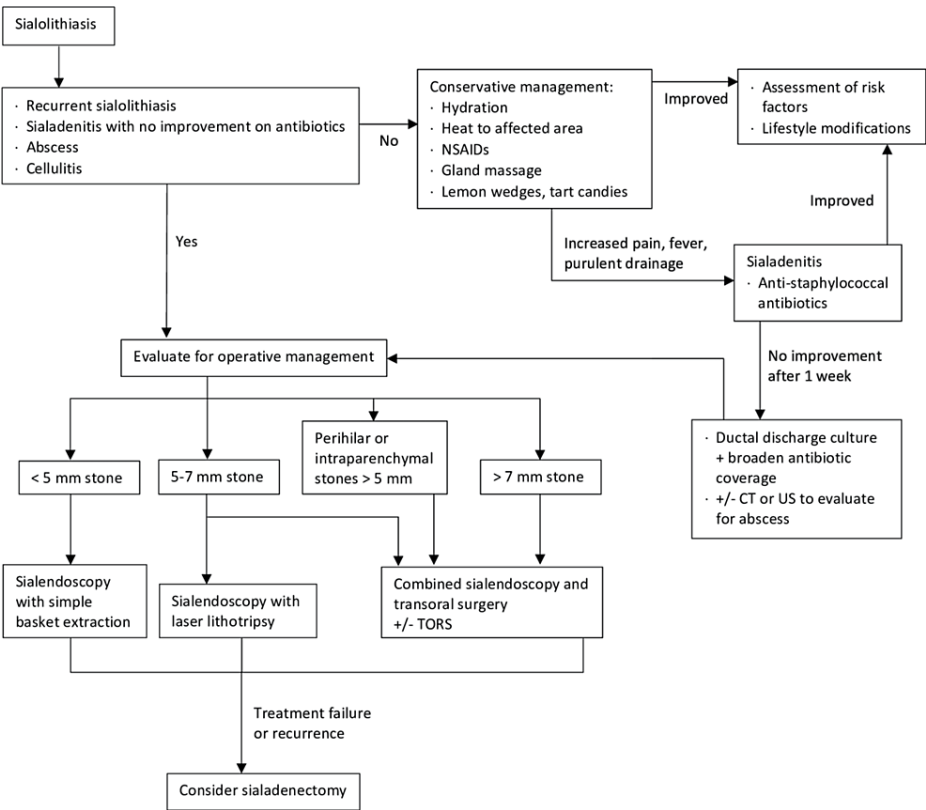 Sialolithiasis
· Recurrent sialolithiasis
· Sialadenitis with no improvement on antibiotics
· Abscess
· Cellulitis
No
Conservative management:
· Hydration
· Heat to affected area
· NSAIDs
· Gland massage
· Lemon wedges, tart candies
Improved
· Assessment of risk
factors
· Lifestyle modifications
Improved
Increased pain, fever,
purulent drainage
Sialadenitis
· Anti-staphylococcal
antibiotics
No improvement
after 1 week
· Ductal discharge culture
+ broaden antibiotic
coverage
· +/- CT or US to evaluate
for abscess
Yes
Evaluate for operative management
< 5 mm stone
5-7 mm stone
Perihilar or
intraparenchymal
stones > 5 mm
> 7 mm stone
Sialendoscopy
with simple
basket extraction
Sialendoscopy with
laser lithotripsy
Combined sialendoscopy and
transoral surgery
+/- TORS
Treatment failure
or recurrence
Consider sialadenectomy